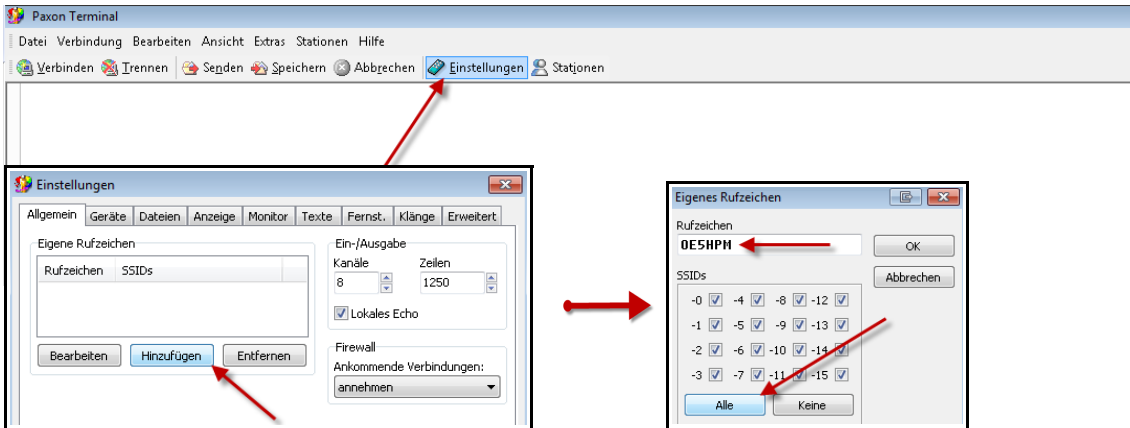 Paxon Terminal
Datei Verbindung Bearbeiten Ansicht Extras Stationen Hilfe
Verbinden Trennen Senden Speichern Abbrechen Einstellungen Stationen
Einstellungen
Allgemein Geräte Dateien Anzeige Monitor Texte Fernst. Klänge Erweitert
Eigene Rufzeichen
Rufzeichen SSIDs
Bearbeiten Hinzufügen Entfernen
Ein-/Ausgabe
Kanäle Zeilen
8 1250
Lokales Echo
Firewall
Ankommende Verbindungen:
annehmen
Eigenes Rufzeichen
Rufzeichen
OE5HPM
OK
Abbrechen
SSIDs
-0 -4 -8 -12
-1 -5 -9 -13
-2 -6 -10 -14
-3 -7 -11 -15
Alle Keine